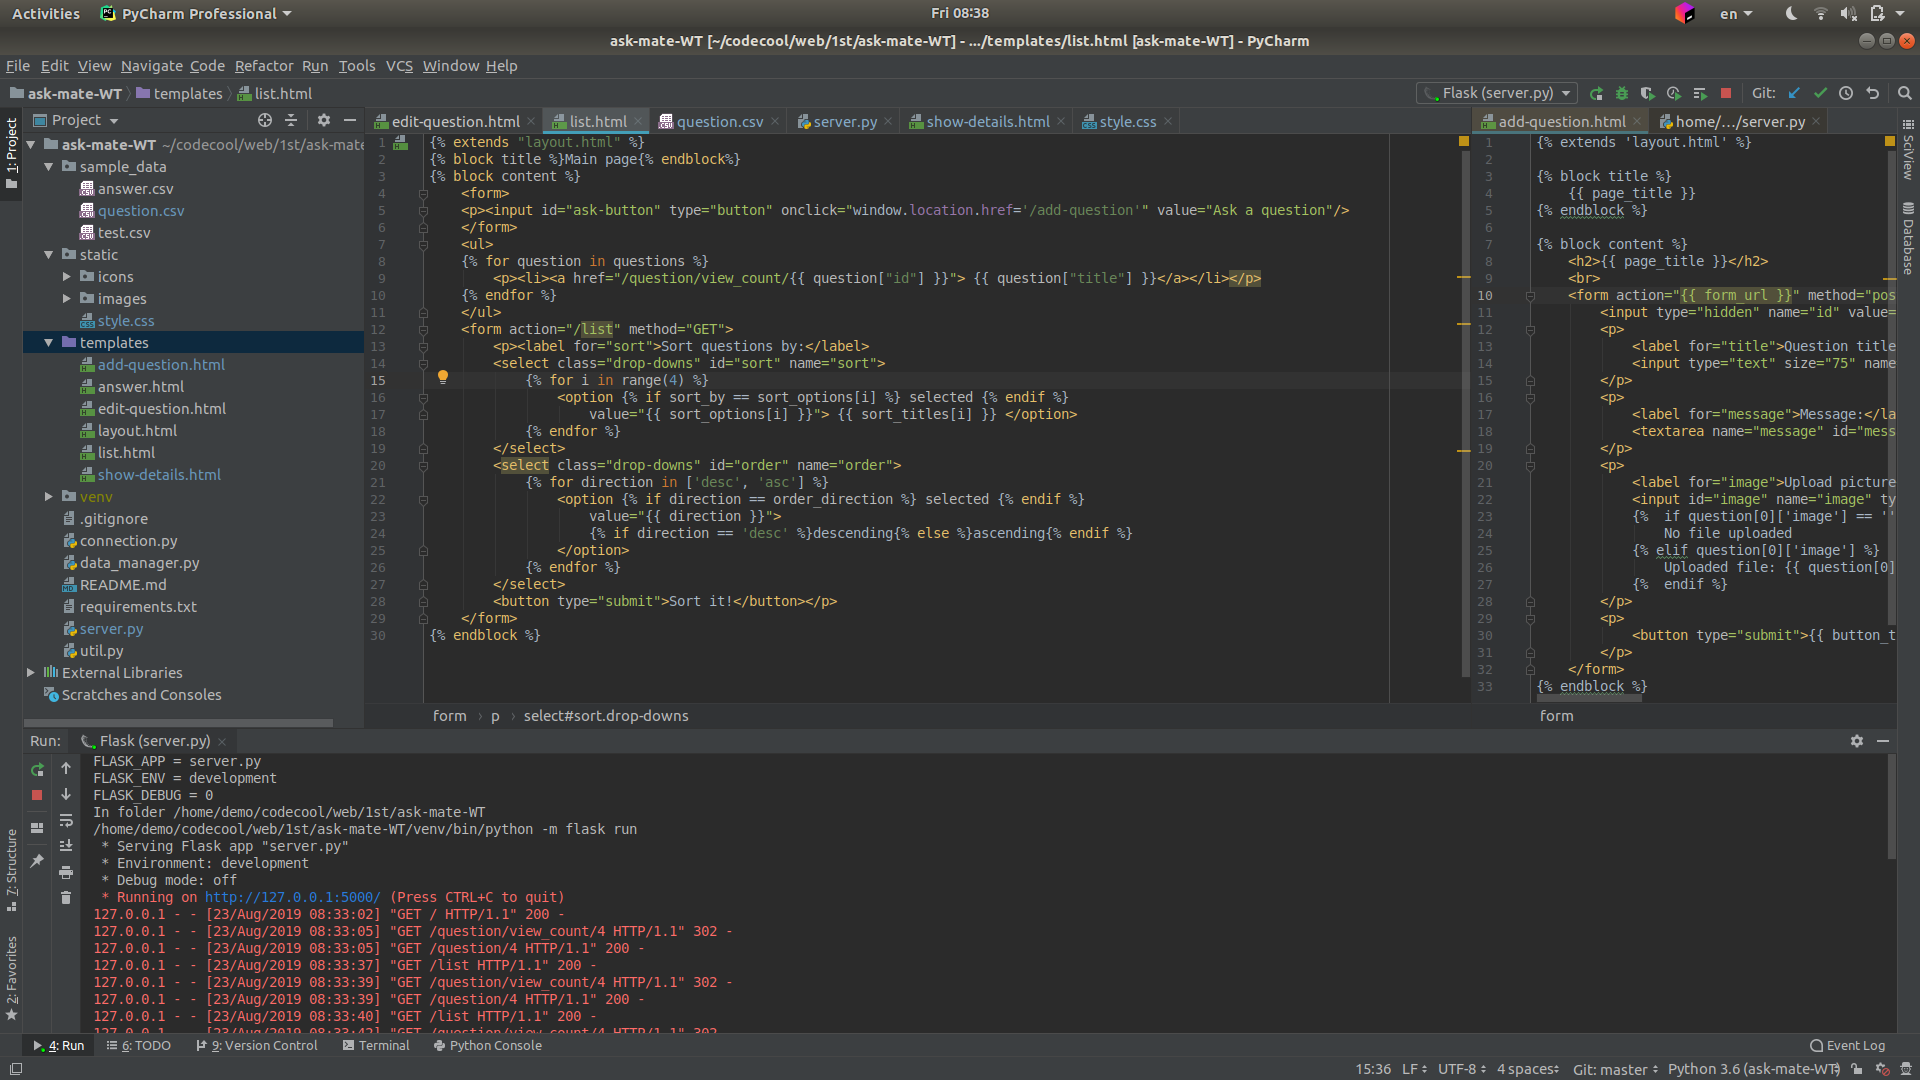 Activities
PyCharm Professional
Fri 08:38
en
ask-mate-WT [~/codecool/web/1st/ask-mate-WT] - .../templates/list.html [ask-mate-WT] - PyCharm
File Edit View Navigate Code Refactor Run Tools VCS Window Help
ask-mate-WT
templates
list.html
Flask (server.py)
Git:
1: Project
7: Structure
2: Favorites
Project
ask-mate-WT ~/codecool/web/1st/ask-mate
sample_data
answer.csv
question.csv
test.csv
static
icons
images
style.css
templates
add-question.html
answer.html
edit-question.html
layout.html
list.html
show-details.html
venv
.gitignore
connection.py
data_manager.py
README.md
requirements.txt
server.py
util.py
External Libraries
Scratches and Consoles
edit-question.html
list.html
question.csv
server.py
show-details.html
style.css
1 {% extends "layout.html" %}
2 {% block title %}Main page{% endblock%}
3 {% block content %}
4 <form>
5 <p><input id="ask-button" type="button" onclick="window.location.href='/add-question'" value="Ask a question"/>
6 </form>
7 <ul>
8 {% for question in questions %}
9 <p><li><a href="/question/view_count/{{ question["id"] }}"> {{ question["title"] }}</a></li></p>
10 {% endfor %}
11 </ul>
12 <form action="/list" method="GET">
13 <p><label for="sort">Sort questions by:</label>
14 <select class="drop-downs" id="sort" name="sort">
15 {% for i in range(4) %}
16 <option {% if sort_by == sort_options[i] %} selected {% endif %}
17 value="{{ sort_options[i] }}"> {{ sort_titles[i] }} </option>
18 {% endfor %}
19 </select>
20 <select class="drop-downs" id="order" name="order">
21 {% for direction in ['desc', 'asc'] %}
22 <option {% if direction == order_direction %} selected {% endif %}
23 value="{{ direction }}">
24 {% if direction == 'desc' %}descending{% else %}ascending{% endif %}
25 </option>
26 {% endfor %}
27 </select>
28 <button type="submit">Sort it!</button></p>
29 </form>
30 {% endblock %}
form › p › select#sort.drop-downs
add-question.html
home/.../server.py
1 {% extends 'layout.html' %}
2
3 {% block title %}
4 {{ page_title }}
5 {% endblock %}
6
7 {% block content %}
8 <h2>{{ page_title }}</h2>
9 <br>
10 <form action="{{ form_url }}" method="pos
11 <input type="hidden" name="id" value=
12 <p>
13 <label for="title">Question title
14 <input type="text" size="75" name
15 </p>
16 <p>
17 <label for="message">Message:</la
18 <textarea name="message" id="mess
19 </p>
20 <p>
21 <label for="image">Upload picture
22 <input id="image" name="image" ty
23 {%  if question[0]['image'] == ''
24 No file uploaded
25 {% elif question[0]['image'] %}
26 Uploaded file: {{ question[0]
27 {%  endif %}
28 </p>
29 <p>
30 <button type="submit">{{ button_t
31 </p>
32 </form>
33 {% endblock %}
form
SciView
Database
Run:
Flask (server.py)
FLASK_APP = server.py
FLASK_ENV = development
FLASK_DEBUG = 0
In folder /home/demo/codecool/web/1st/ask-mate-WT
/home/demo/codecool/web/1st/ask-mate-WT/venv/bin/python -m flask run
* Serving Flask app "server.py"
* Environment: development
* Debug mode: off
* Running on http://127.0.0.1:5000/ (Press CTRL+C to quit)
127.0.0.1 - - [23/Aug/2019 08:33:02] "GET / HTTP/1.1" 200 -
127.0.0.1 - - [23/Aug/2019 08:33:05] "GET /question/view_count/4 HTTP/1.1" 302 -
127.0.0.1 - - [23/Aug/2019 08:33:05] "GET /question/4 HTTP/1.1" 200 -
127.0.0.1 - - [23/Aug/2019 08:33:37] "GET /list HTTP/1.1" 200 -
127.0.0.1 - - [23/Aug/2019 08:33:39] "GET /question/view_count/4 HTTP/1.1" 302 -
127.0.0.1 - - [23/Aug/2019 08:33:39] "GET /question/4 HTTP/1.1" 200 -
127.0.0.1 - - [23/Aug/2019 08:33:40] "GET /list HTTP/1.1" 200 -
127.0.0.1 - - [23/Aug/2019 08:33:42] "GET /question/view_count/4 HTTP/1.1" 302 -
4: Run
6: TODO
9: Version Control
Terminal
Python Console
Event Log
15:36 LF UTF-8 4 spaces Git: master Python 3.6 (ask-mate-WT)